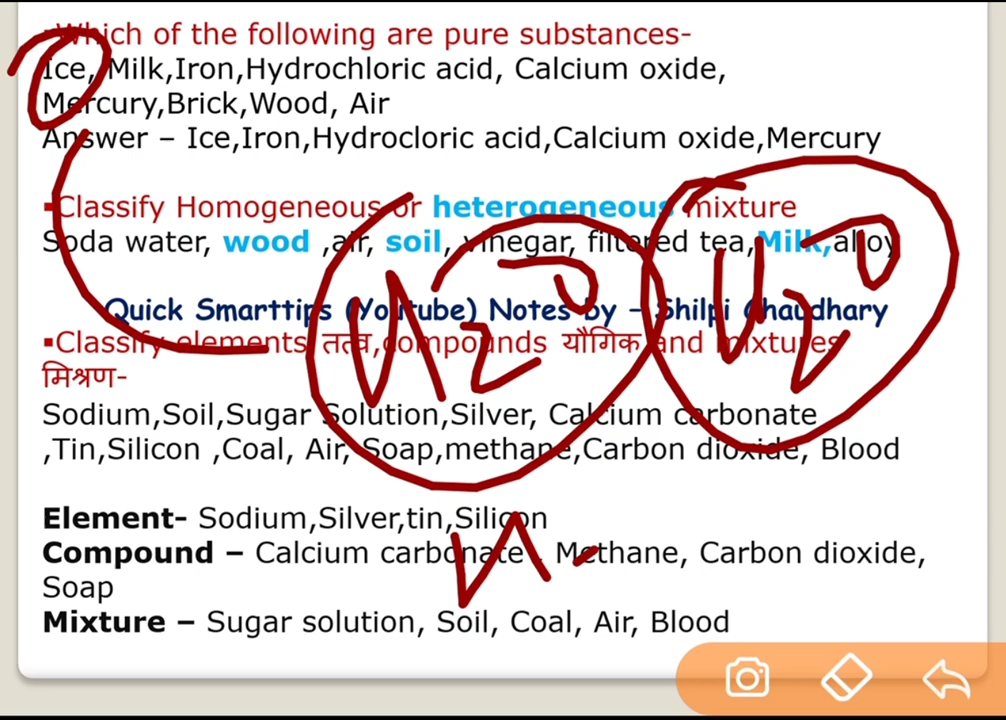 ▪Which of the following are pure substances-
Ice, Milk,Iron,Hydrochloric acid, Calcium oxide,
Mercury,Brick,Wood, Air
Answer – Ice,Iron,Hydrocloric acid,Calcium oxide,Mercury
▪Classify Homogeneous or heterogeneous mixture
Soda water, wood ,air, soil, vinegar, filtered tea,Milk,alloy
Quick Smarttips (Youtube) Notes by – Shilpi Chaudhary
▪Classify elements तत्व,compounds यौगिक and mixtures
मिश्रण-
Sodium,Soil,Sugar Solution,Silver, Calcium carbonate
,Tin,Silicon ,Coal, Air, Soap,methane,Carbon dioxide, Blood
Element- Sodium,Silver,tin,Silicon
Compound – Calcium carbonate , Methane, Carbon dioxide,
Soap
Mixture – Sugar solution, Soil, Coal, Air, Blood